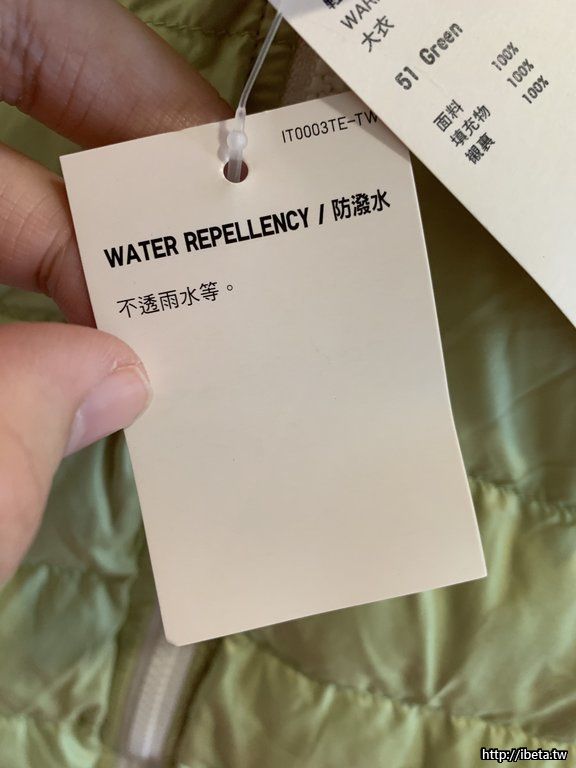 WAR
大衣
51 Green
面料 100%
填充物 100%
襯裏 100%
IT0003TE-TW
WATER REPELLENCY / 防潑水
不透雨水等。
http://ibeta.tw